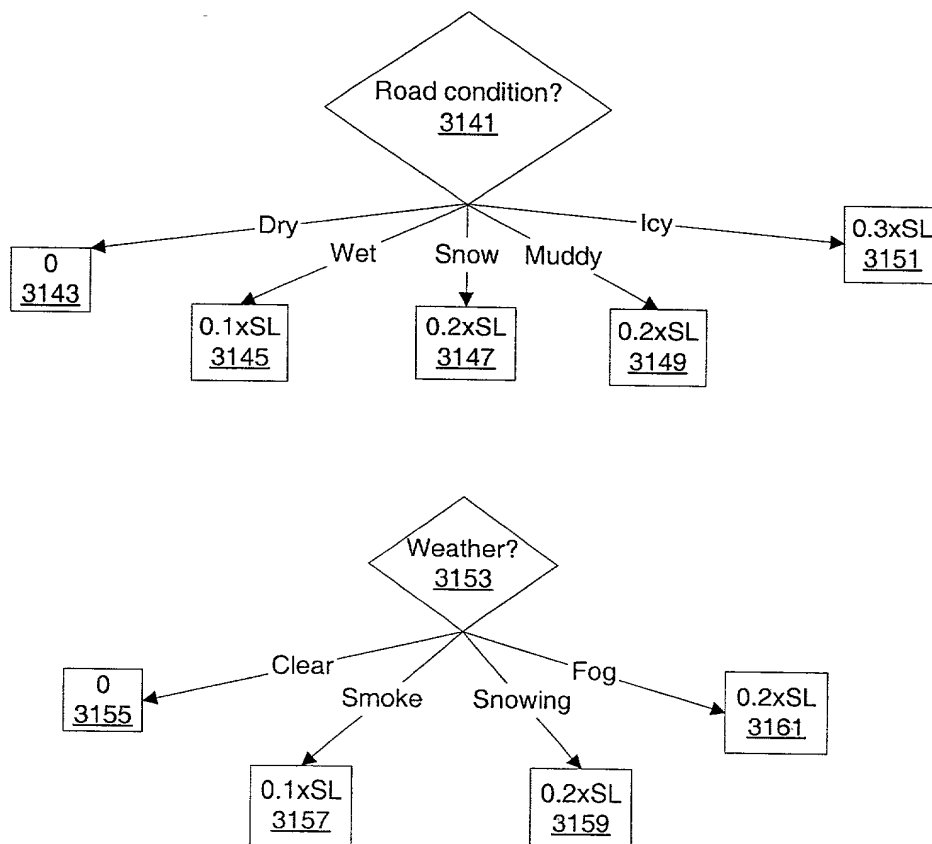 Road condition?
3141
Dry
Icy
Wet
Snow
Muddy
0
3143
0.3xSL
3151
0.1xSL
3145
0.2xSL
3147
0.2xSL
3149
Weather?
3153
Clear
Fog
Smoke
Snowing
0
3155
0.2xSL
3161
0.1xSL
3157
0.2xSL
3159